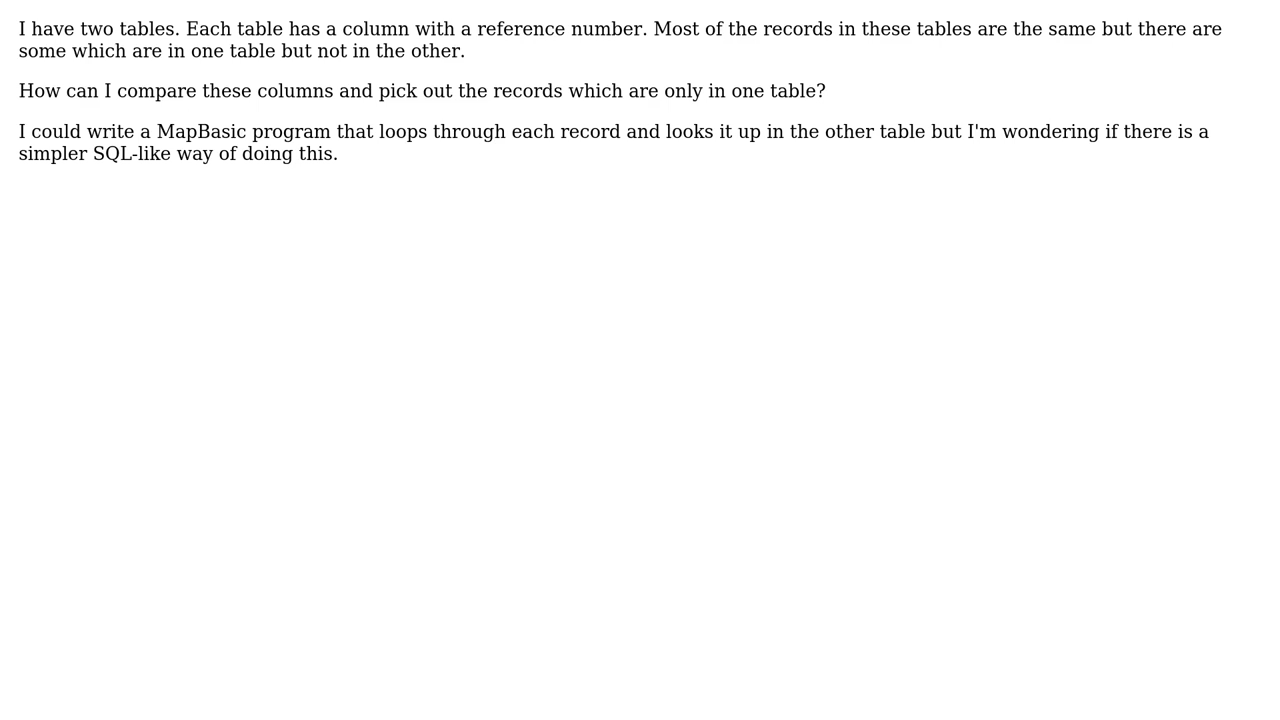 I have two tables. Each table has a column with a reference number. Most of the records in these tables are the same but there are
some which are in one table but not in the other.
How can I compare these columns and pick out the records which are only in one table?
I could write a MapBasic program that loops through each record and looks it up in the other table but I'm wondering if there is a
simpler SQL-like way of doing this.